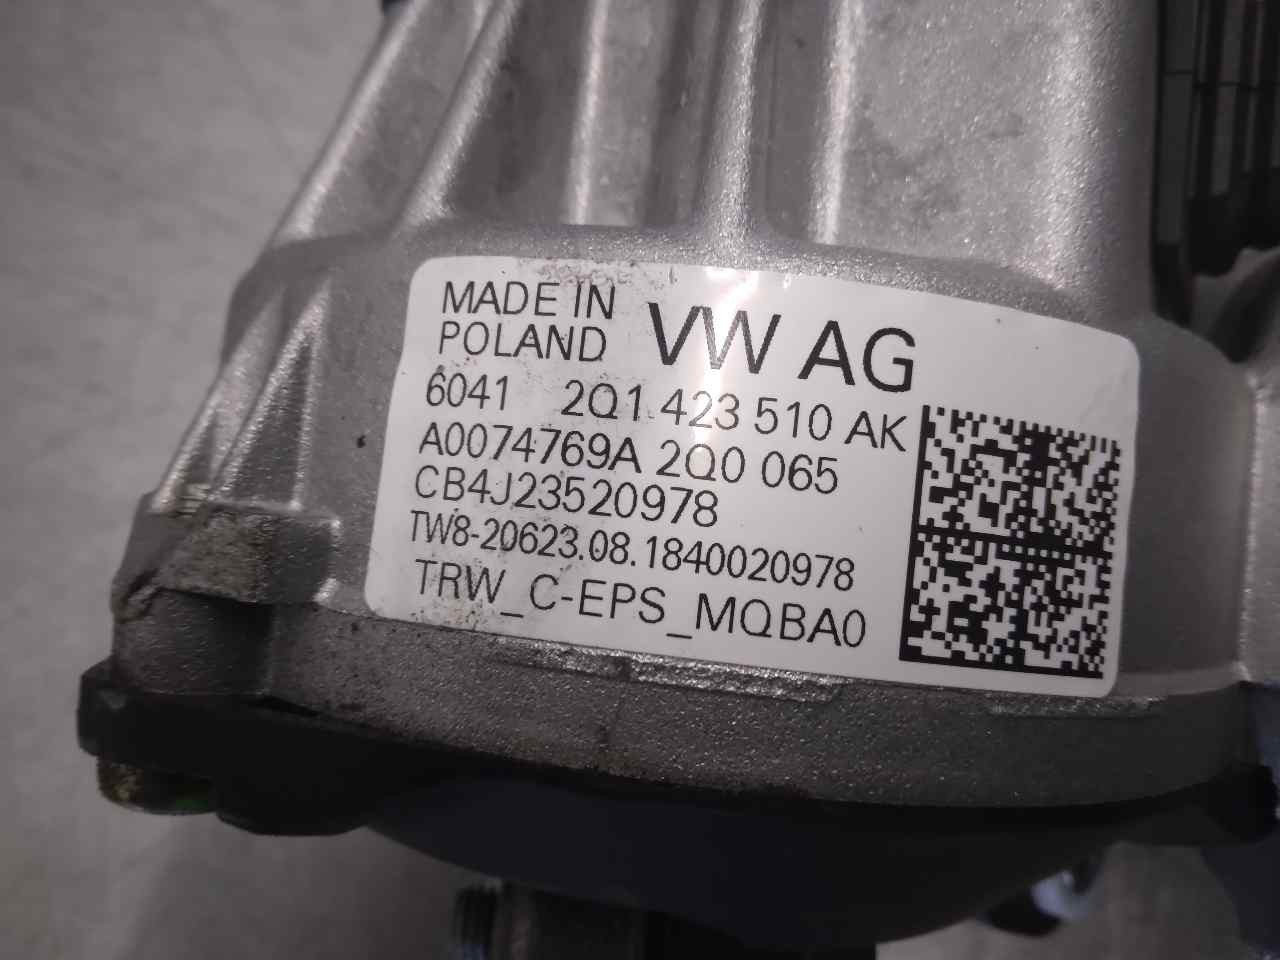 MADE IN
POLAND
VW AG
6041 2Q1 423 510 AK
A0074769A 2Q0 065
CB4J23520978
TW8-20623.08.1840020978
TRW_C-EPS_MQBA0